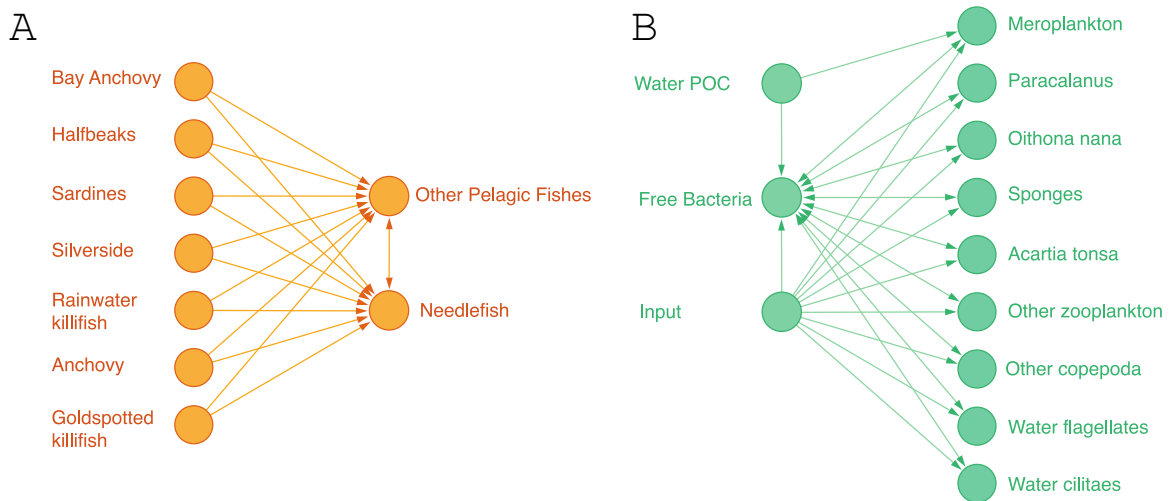 A
Bay Anchovy
Halfbeaks
Sardines
Silverside
Rainwater
killifish
Anchovy
Goldspotted
killifish
Other Pelagic Fishes
Needlefish
B
Water POC
Free Bacteria
Input
Meroplankton
Paracalanus
Oithona nana
Sponges
Acartia tonsa
Other zooplankton
Other copepoda
Water flagellates
Water cilitaes